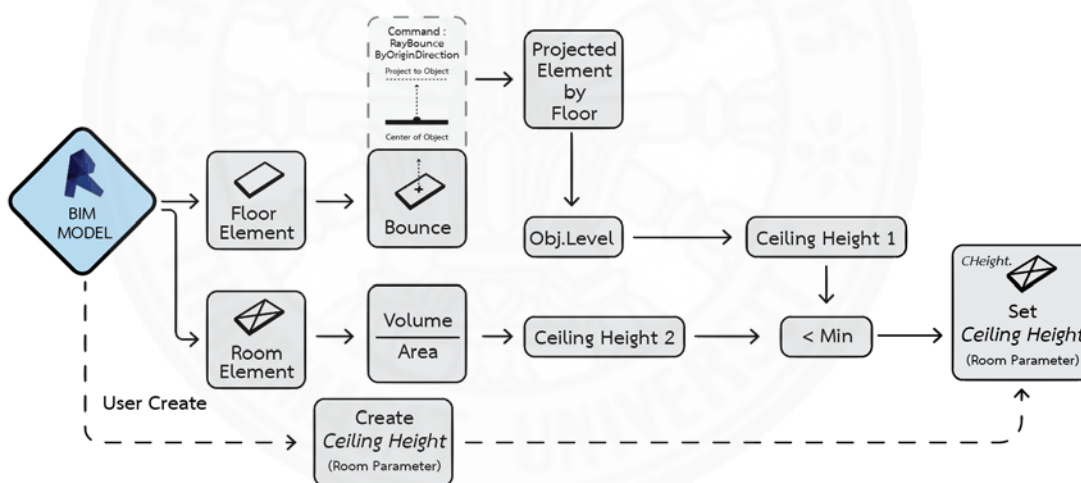 Command :
RayBounce
ByOriginDirection
Project to Object
Center of Object
Projected
Element
by
Floor
BIM
MODEL
Floor
Element
Bounce
Obj.Level
Ceiling Height 1
CHeight.
Set
Ceiling Height
(Room Parameter)
Room
Element
Volume
Area
Ceiling Height 2
< Min
User Create
Create
Ceiling Height
(Room Parameter)
UNIVERSITY